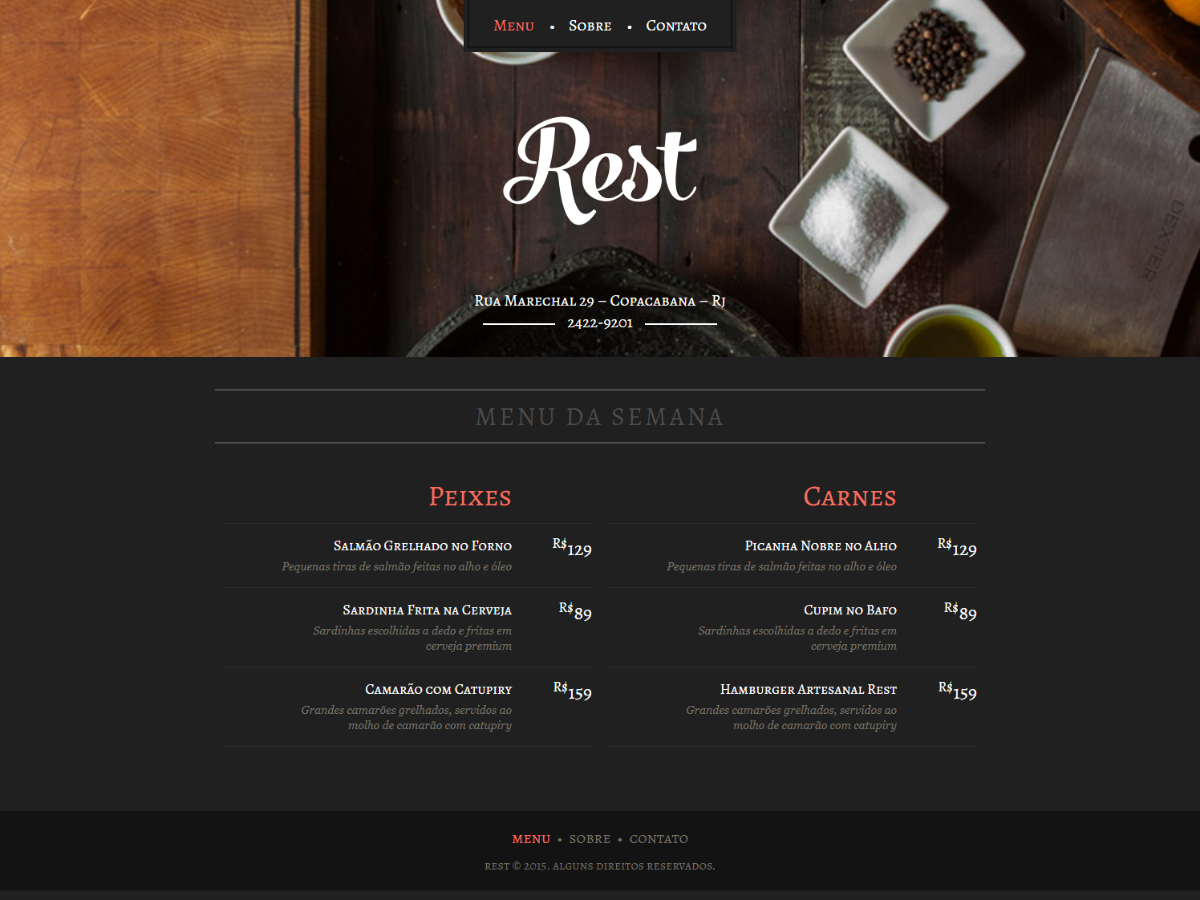 Menu • Sobre • Contato
Rest
DEXTER
Rua Marechal 29 – Copacabana – Rj
2422-9201
MENU DA SEMANA
Peixes
Salmão Grelhado no Forno R$129
Pequenas tiras de salmão feitas no alho e óleo
Sardinha Frita na Cerveja R$89
Sardinhas escolhidas a dedo e fritas em
cerveja premium
Camarão com Catupiry R$159
Grandes camarões grelhados, servidos ao
molho de camarão com catupiry
Carnes
Picanha Nobre no Alho R$129
Pequenas tiras de salmão feitas no alho e óleo
Cupim no Bafo R$89
Sardinhas escolhidas a dedo e fritas em
cerveja premium
Hamburger Artesanal Rest R$159
Grandes camarões grelhados, servidos ao
molho de camarão com catupiry
MENU • SOBRE • CONTATO
REST © 2015. ALGUNS DIREITOS RESERVADOS.